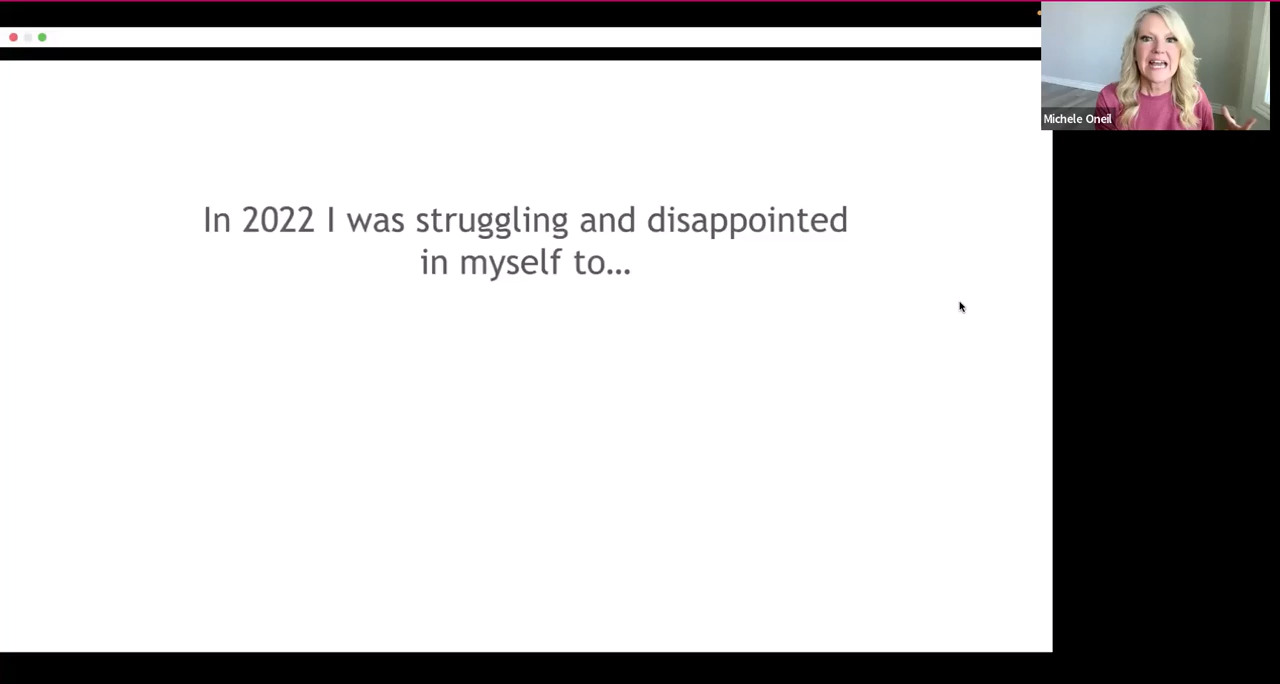 Michele Oneil
In 2022 I was struggling and disappointed
in myself to...